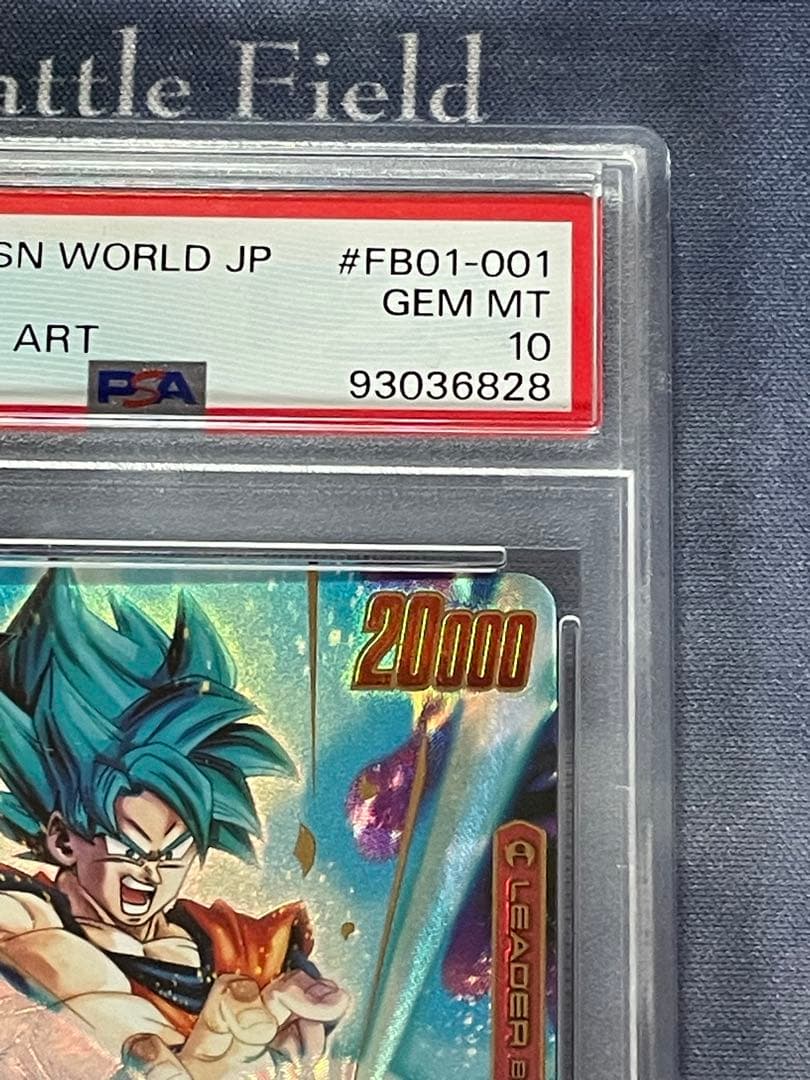 attle Field
SN WORLD JP #FB01-001
GEM MT
ART 10
PSA 93036828
20000
LEADER